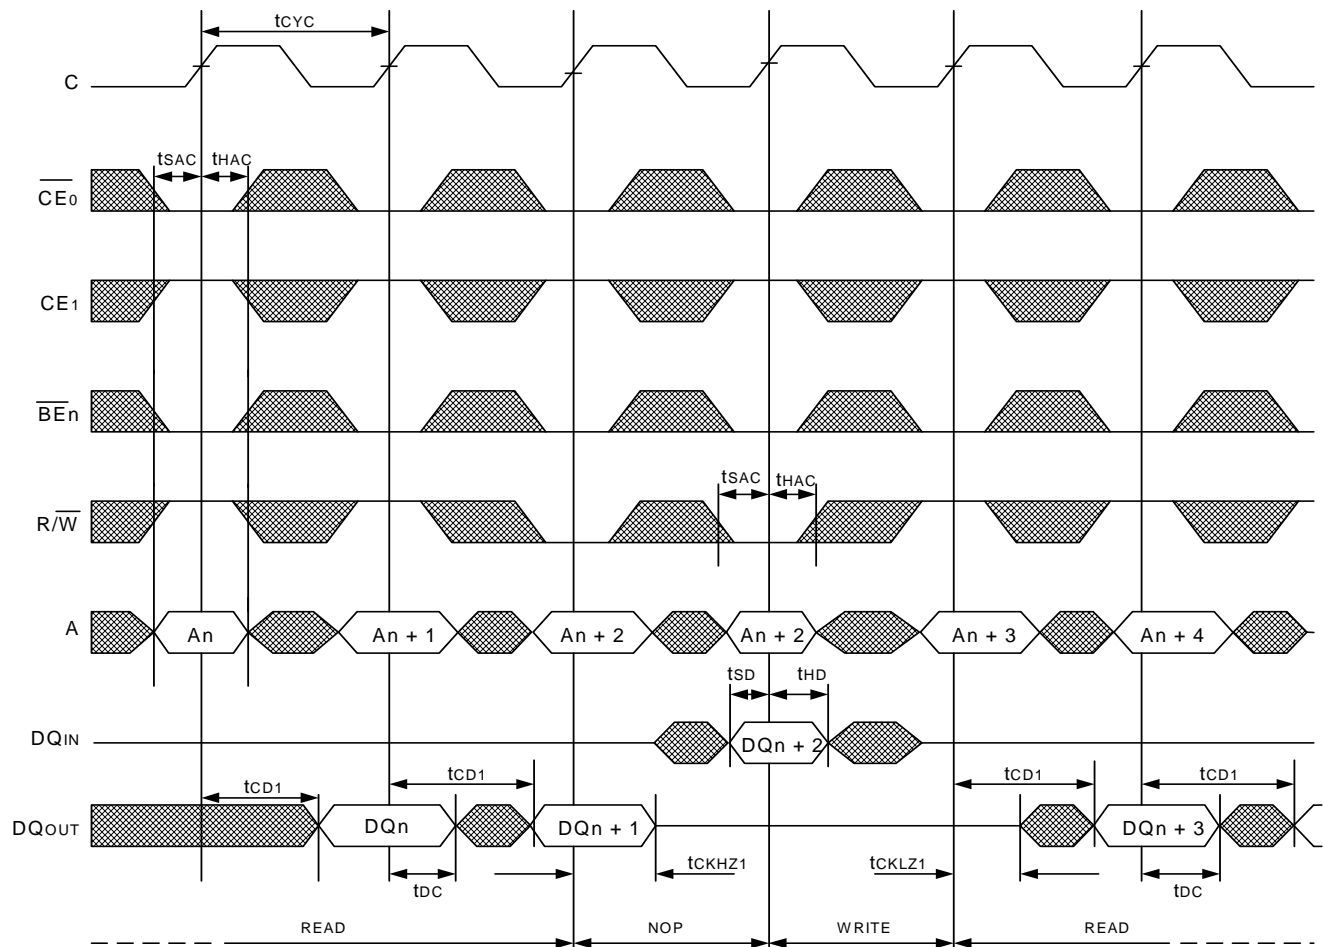 tCYC
C
tSAC tHAC
CE0
CE1
BEn
tSAC tHAC
R/W
A An An + 1 An + 2 An + 2 An + 3 An + 4
tSD tHD
DQIN DQn + 2
tCD1 tCD1 tCD1 tCD1
DQOUT DQn DQn + 1 DQn + 3
tDC tCKHZ1 tCKLZ1 tDC
READ NOP WRITE READ